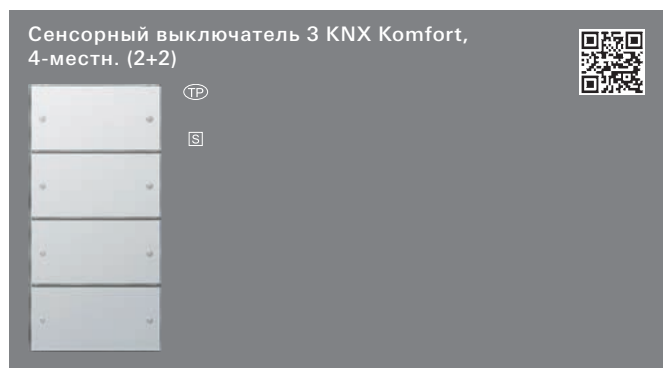 Сенсорный выключатель 3 KNX Komfort,
4-местн. (2+2)
TP
S